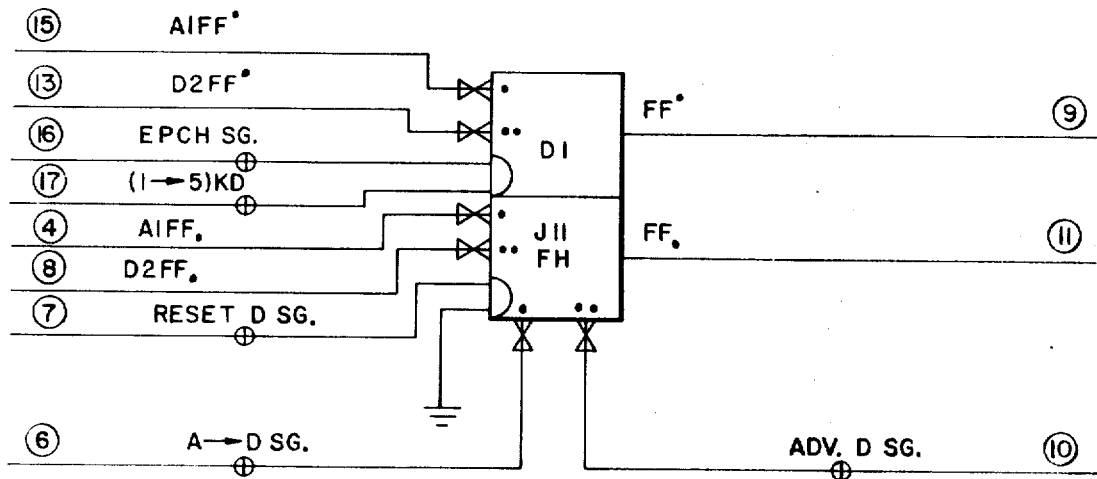 15 A1FF•
13 D2FF•
16 EPCH SG.
17 (1→5)KD
4 A1FF.
8 D2FF.
7 RESET D SG.
6 A→D SG.
D1
J11
FH
FF• 9
FF. 11
ADV. D SG. 10